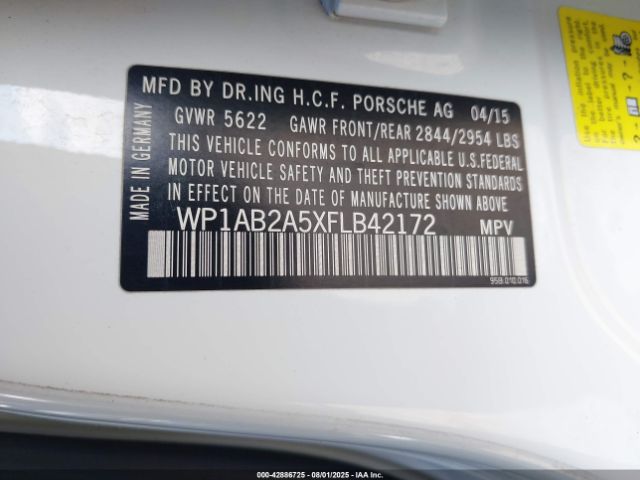 MFD BY DR.ING H.C.F. PORSCHE AG 04/15
GVWR 5622 GAWR FRONT/REAR 2844/2954 LBS
THIS VEHICLE CONFORMS TO ALL APPLICABLE U.S.FEDERAL
MOTOR VEHICLE SAFETY AND THEFT PREVENTION STANDARDS
IN EFFECT ON THE DATE OF MANUFACTURE SHOWN ABOVE
WP1AB2A5XFLB42172 MPV
MADE IN GERMANY
958.010.016
000-42886725 - 08/01/2025 - IAAI.COM